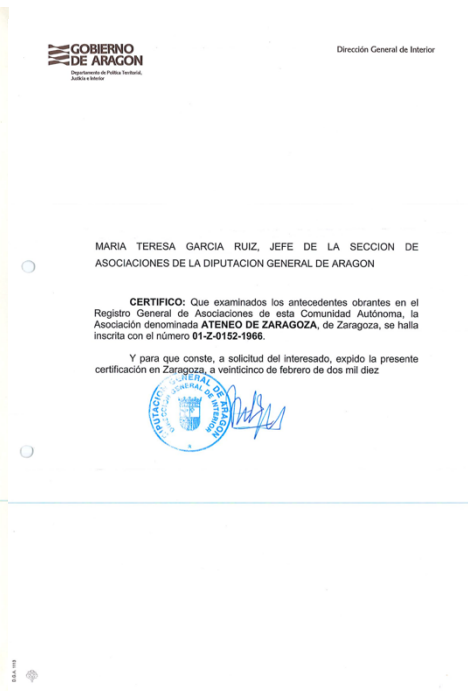 GOBIERNO
DE ARAGON
Departamento de Política Territorial,
Justicia e Interior
Dirección General de Interior
MARIA TERESA GARCIA RUIZ, JEFE DE LA SECCION DE
ASOCIACIONES DE LA DIPUTACION GENERAL DE ARAGON
CERTIFICO: Que examinados los antecedentes obrantes en el
Registro General de Asociaciones de esta Comunidad Autónoma, la
Asociación denominada ATENEO DE ZARAGOZA, de Zaragoza, se halla
inscrita con el número 01-Z-0152-1966.
Y para que conste, a solicitud del interesado, expido la presente
certificación en Zaragoza, a veinticinco de febrero de dos mil diez
DIPUTACION GENERAL DE ARAGON
DIRECCION GENERAL DE INTERIOR